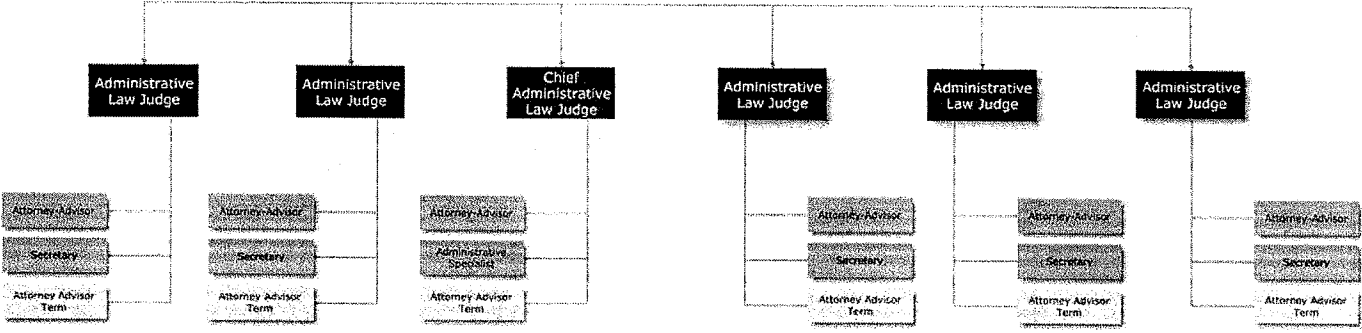 Administrative
Law Judge
Administrative
Law Judge
Chief
Administrative
Law Judge
Administrative
Law Judge
Administrative
Law Judge
Administrative
Law Judge
Attorney-Advisor
Secretary
Attorney Advisor
Term
Attorney-Advisor
Secretary
Attorney Advisor
Term
Attorney-Advisor
Administrative
Specialist
Attorney Advisor
Term
Attorney-Advisor
Secretary
Attorney Advisor
Term
Attorney-Advisor
Secretary
Attorney Advisor
Term
Attorney-Advisor
Secretary
Attorney Advisor
Term